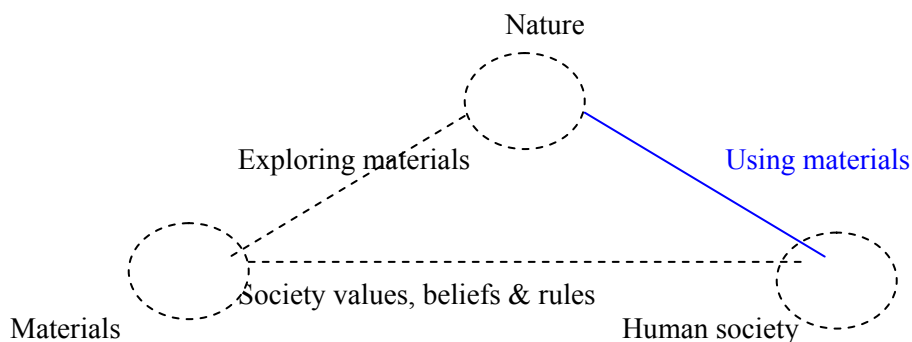 Nature
Exploring materials
Using materials
Society values, beliefs & rules
Materials
Human society